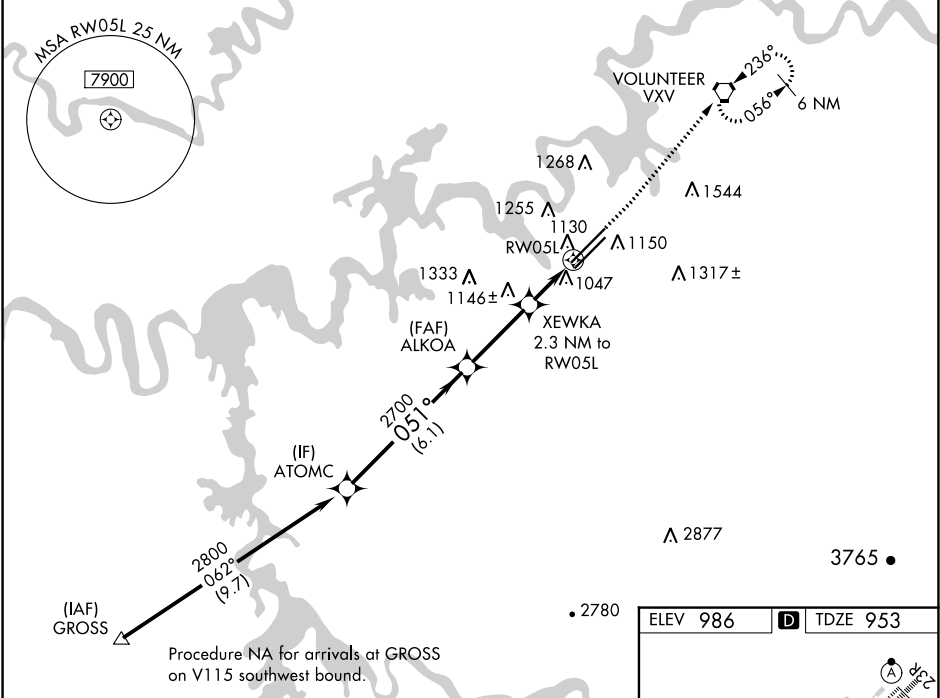 MSA RW05L 25 NM
7900
VOLUNTEER
VXV
236°
056°
6 NM
1268
1544
1255
1130
RW05L
1150
1333
1047
1317±
1146±
XEWKA
2.3 NM to
RW05L
(FAF)
ALKOA
2700
051°
(6.1)
(IF)
ATOMC
2877
2800
062°
(9.7)
3765
(IAF)
GROSS
2780
ELEV 986
D
TDZE 953
Procedure NA for arrivals at GROSS
on V115 southwest bound.
A
23R